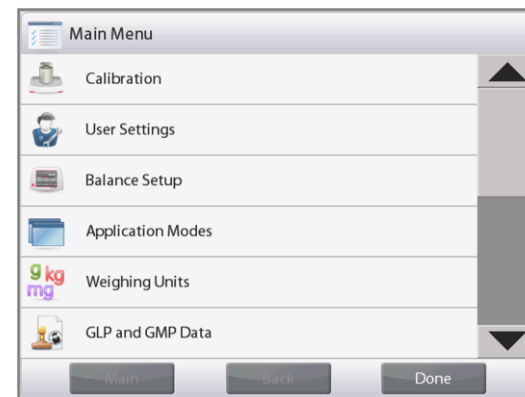 Main Menu
Calibration
User Settings
Balance Setup
Application Modes
g kg
mg
Weighing Units
GLP and GMP Data
Main Back Done